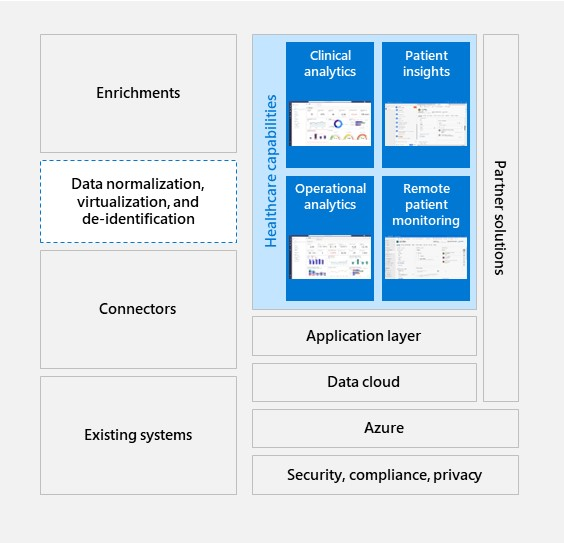 Enrichments
Data normalization,
virtualization, and
de-identification
Connectors
Existing systems
Healthcare capabilities
Clinical
analytics
Patient
insights
Operational
analytics
Remote
patient
monitoring
Partner solutions
Application layer
Data cloud
Azure
Security, compliance, privacy